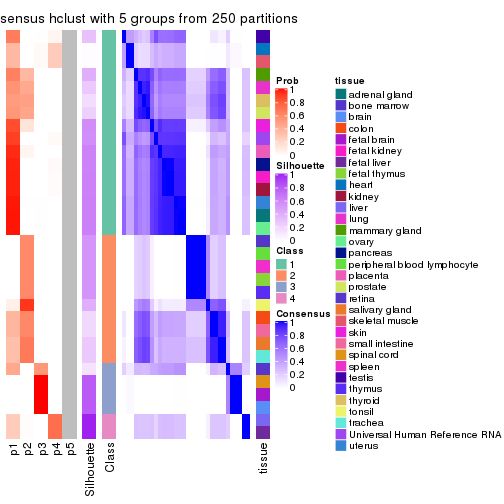 sensus hclust with 5 groups from 250 partitions
Prob
1
0.8
0.6
0.4
0.2
0
Silhouette
1
0.8
0.6
0.4
0.2
0
Class
1
2
3
4
Consensus
1
0.8
0.6
0.4
0.2
0
tissue
adrenal gland
bone marrow
brain
colon
fetal brain
fetal kidney
fetal liver
fetal thymus
heart
kidney
liver
lung
mammary gland
ovary
pancreas
peripheral blood lymphocyte
placenta
prostate
retina
salivary gland
skeletal muscle
skin
small intestine
spinal cord
spleen
testis
thymus
thyroid
tonsil
trachea
Universal Human Reference RNA
uterus
p1
p2
p3
p4
p5
Silhouette
Class
tissue